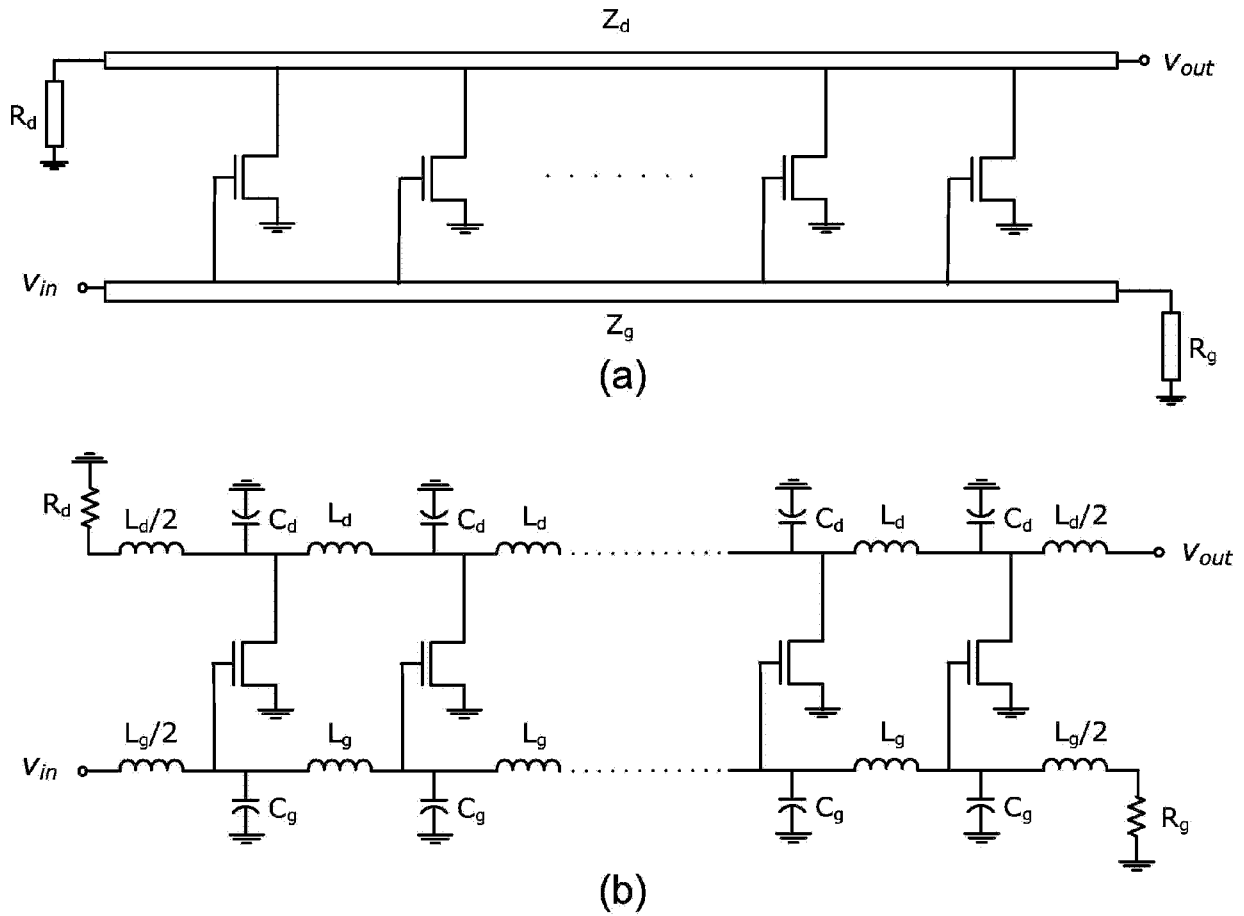 Z_d
R_d
v_out
v_in
Z_g
R_g
(a)
R_d L_d/2 C_d L_d C_d L_d C_d L_d C_d L_d/2
v_out
L_g/2 L_g L_g L_g L_g/2
v_in
C_g C_g C_g C_g R_g
(b)